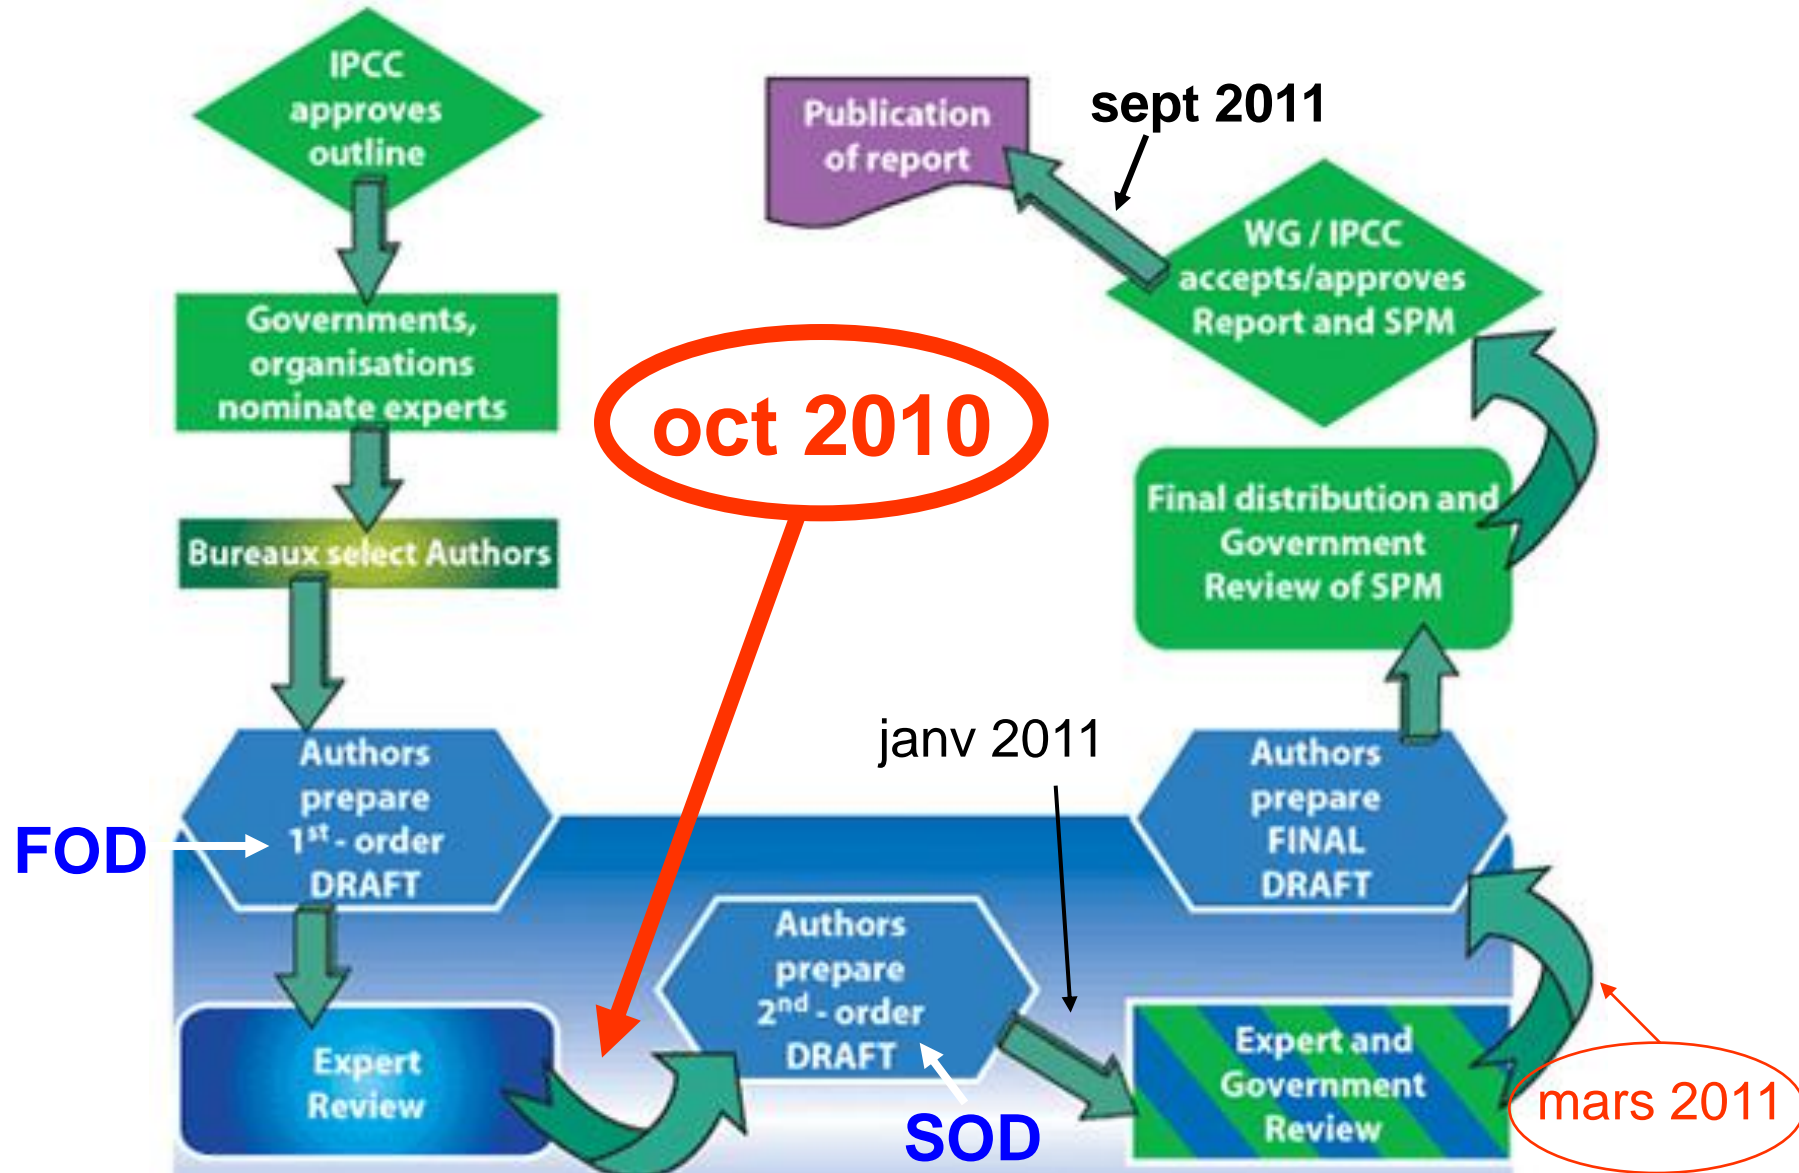 IPCC
approves
outline
Governments,
organisations
nominate experts
Bureaux select Authors
FOD
Authors
prepare
1st - order
DRAFT
Expert
Review
oct 2010
Authors
prepare
2nd - order
DRAFT
SOD
janv 2011
Expert and
Government
Review
mars 2011
Authors
prepare
FINAL
DRAFT
Final distribution and
Government
Review of SPM
WG / IPCC
accepts/approves
Report and SPM
sept 2011
Publication
of report